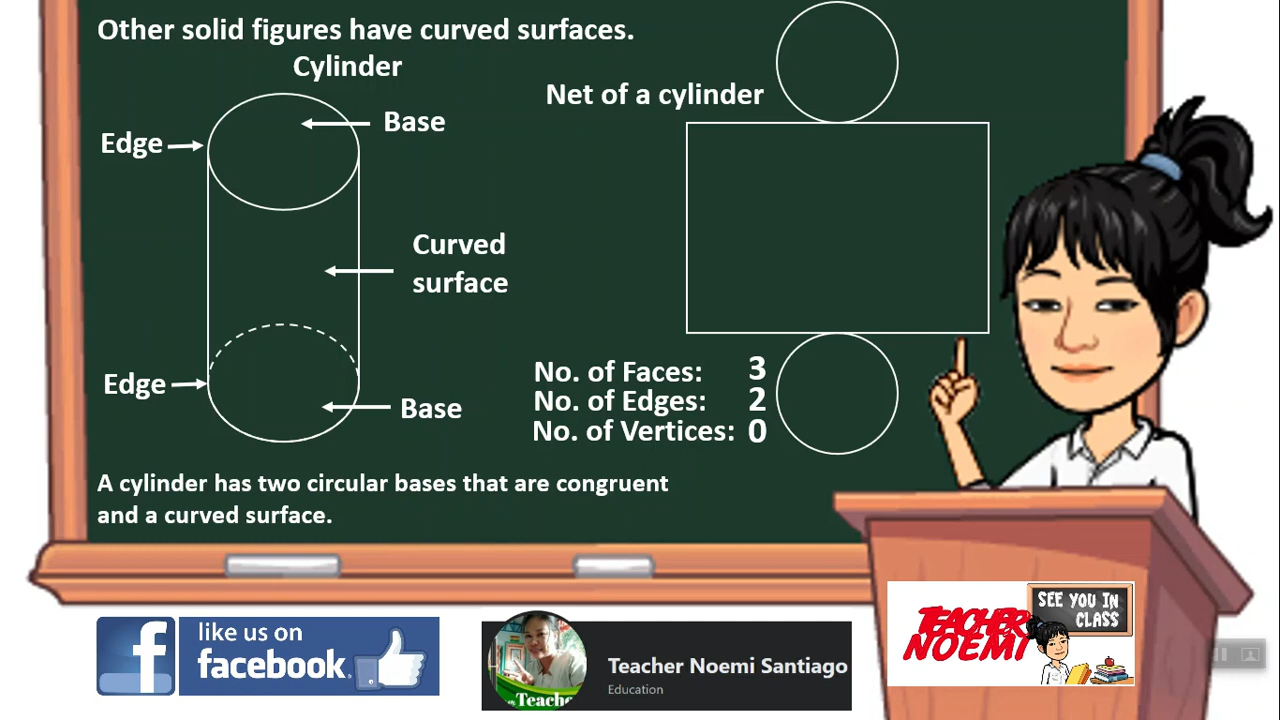 Other solid figures have curved surfaces.
Cylinder
Net of a cylinder
Base
Edge
Curved
surface
Edge
Base
No. of Faces: 3
No. of Edges: 2
No. of Vertices: 0
A cylinder has two circular bases that are congruent
and a curved surface.
SEE YOU IN
CLASS
TEACHER
NOEMI
f
like us on
facebook.
Teacher Noemi Santiago
Education
Teache